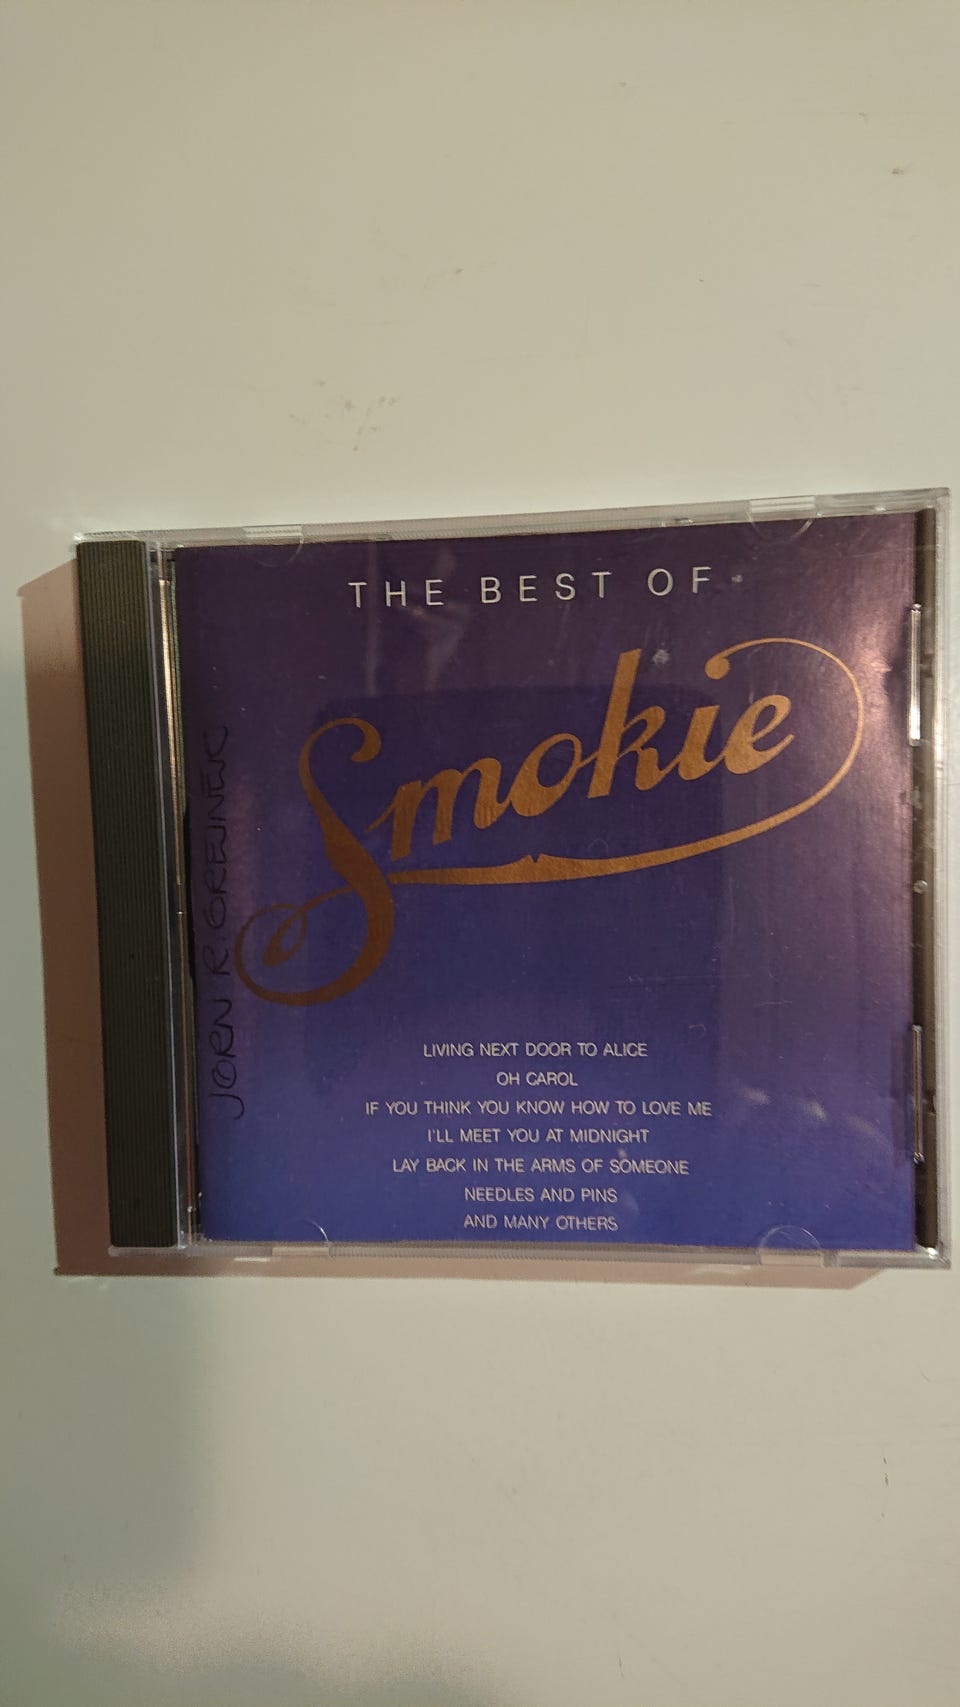 THE BEST OF
Smokie
LIVING NEXT DOOR TO ALICE
OH CAROL
IF YOU THINK YOU KNOW HOW TO LOVE ME
I'LL MEET YOU AT MIDNIGHT
LAY BACK IN THE ARMS OF SOMEONE
NEEDLES AND PINS
AND MANY OTHERS
JØRN R.